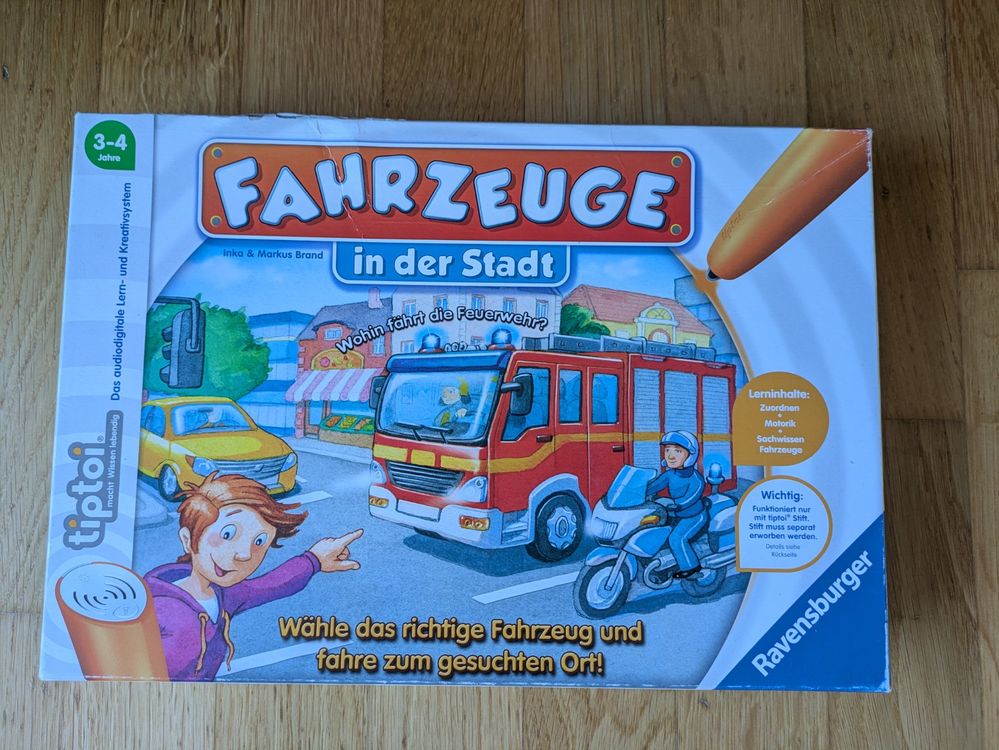 3-4
Jahre
FAHRZEUGE
in der Stadt
Inka & Markus Brand
Wohin fährt die Feuerwehr?
Das audiodigitale Lern- und Kreativsystem
tiptoi®
macht Wissen lebendig
tiptoi
Lerninhalte:
Zuordnen
•
Motorik
•
Sachwissen
Fahrzeuge
Wichtig:
Funktioniert nur
mit tiptoi® Stift.
Stift muss separat
erworben werden.
Details siehe
Rückseite
Wähle das richtige Fahrzeug und
fahre zum gesuchten Ort!
Ravensburger